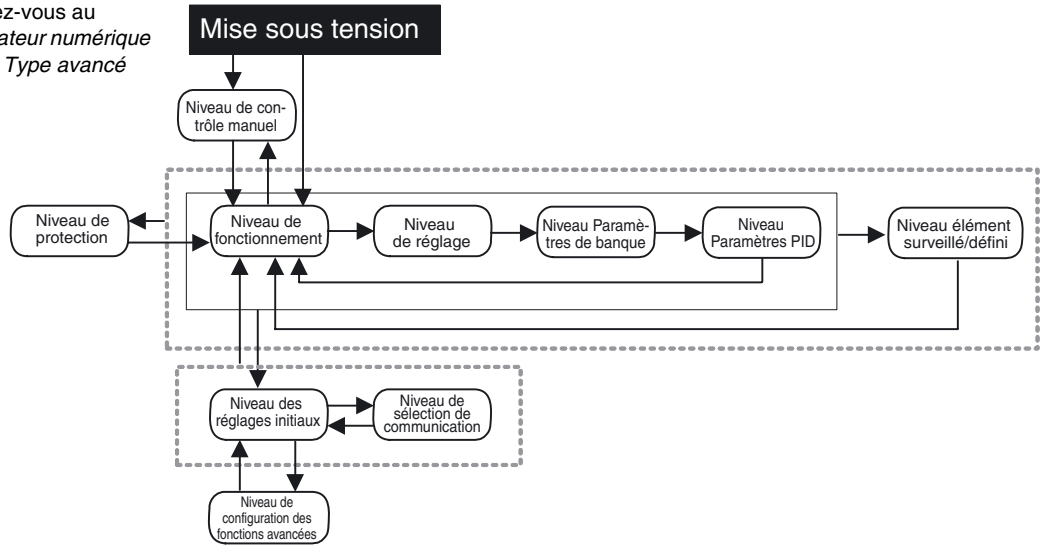 ez-vous au
ateur numérique
Type avancé
Mise sous tension
Niveau de con-
trôle manuel
Niveau de
protection
Niveau de
fonctionnement
Niveau
de réglage
Niveau Paramè-
tres de banque
Niveau
Paramètres PID
Niveau élément
surveillé/défini
Niveau des
réglages initiaux
Niveau de
sélection de
communication
Niveau de
configuration des
fonctions avancées